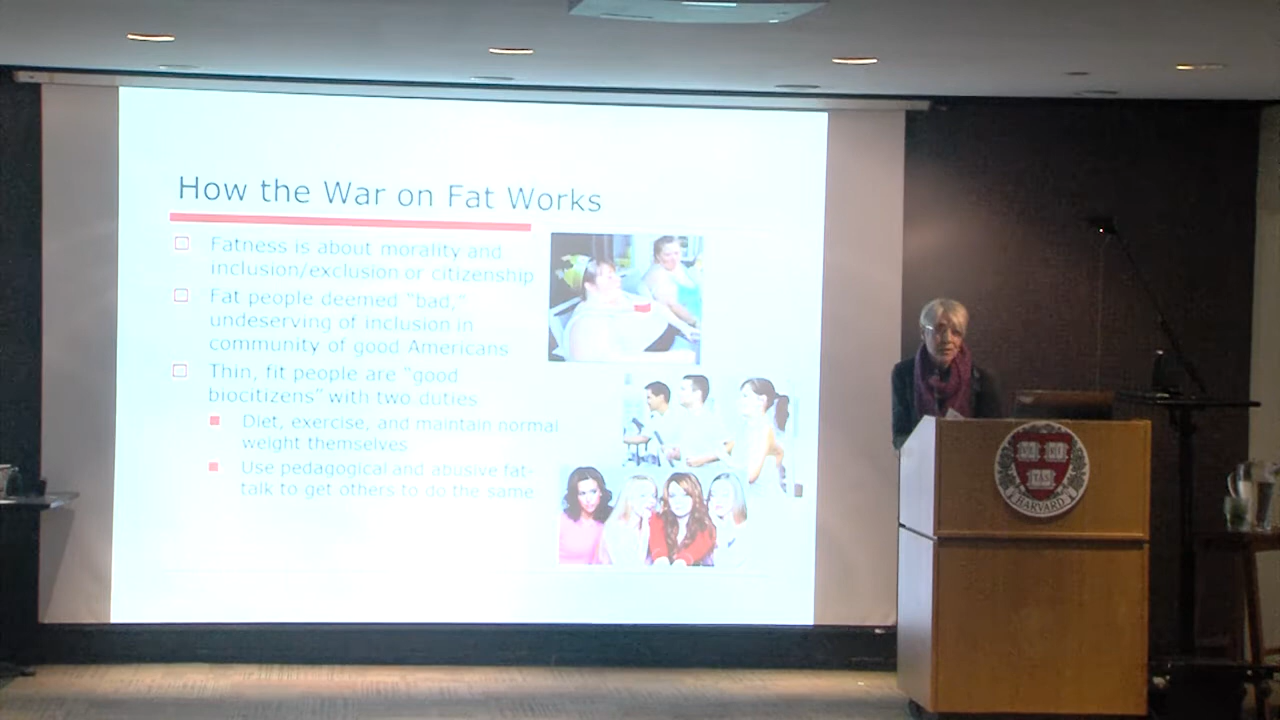 How the War on Fat Works
Fatness is about morality and
inclusion/exclusion or citizenship
Fat people deemed "bad,"
undeserving of inclusion in
community of good Americans
Thin, fit people are "good
biocitizens" with two duties
Diet, exercise, and maintain normal
weight themselves
Use pedagogical and abusive fat-
talk to get others to do the same
VE RI
TAS
HARVARD